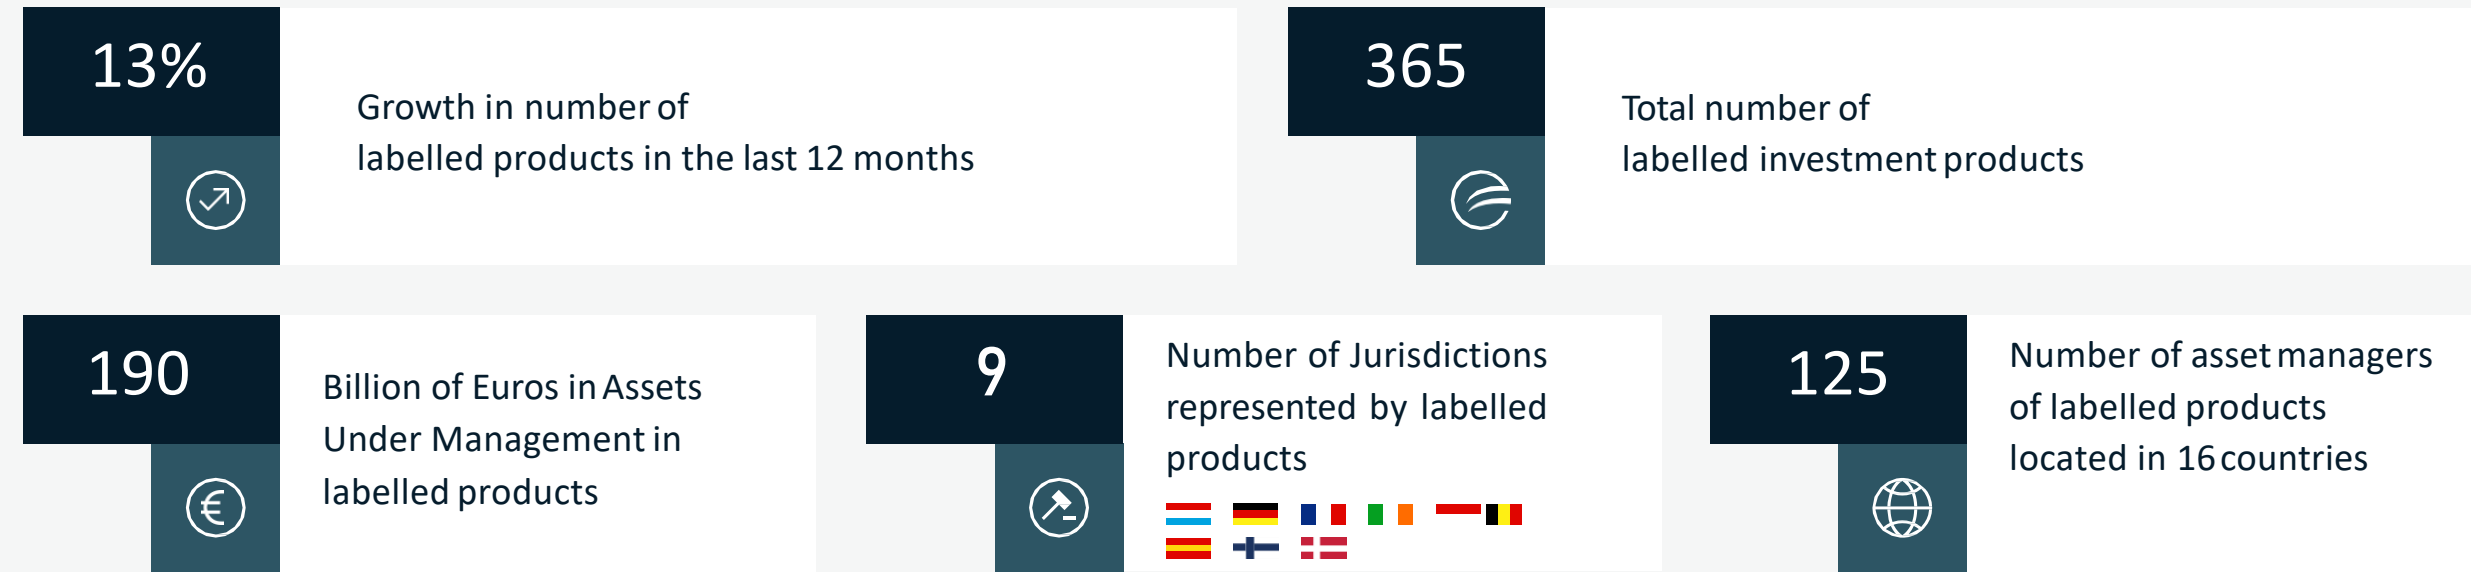 13%
Growth in number of
labelled products in the last 12 months
365
Total number of
labelled investment products
190
Billion of Euros in Assets
Under Management in
labelled products
9
Number of Jurisdictions
represented by labelled
products
125
Number of asset managers
of labelled products
located in 16 countries